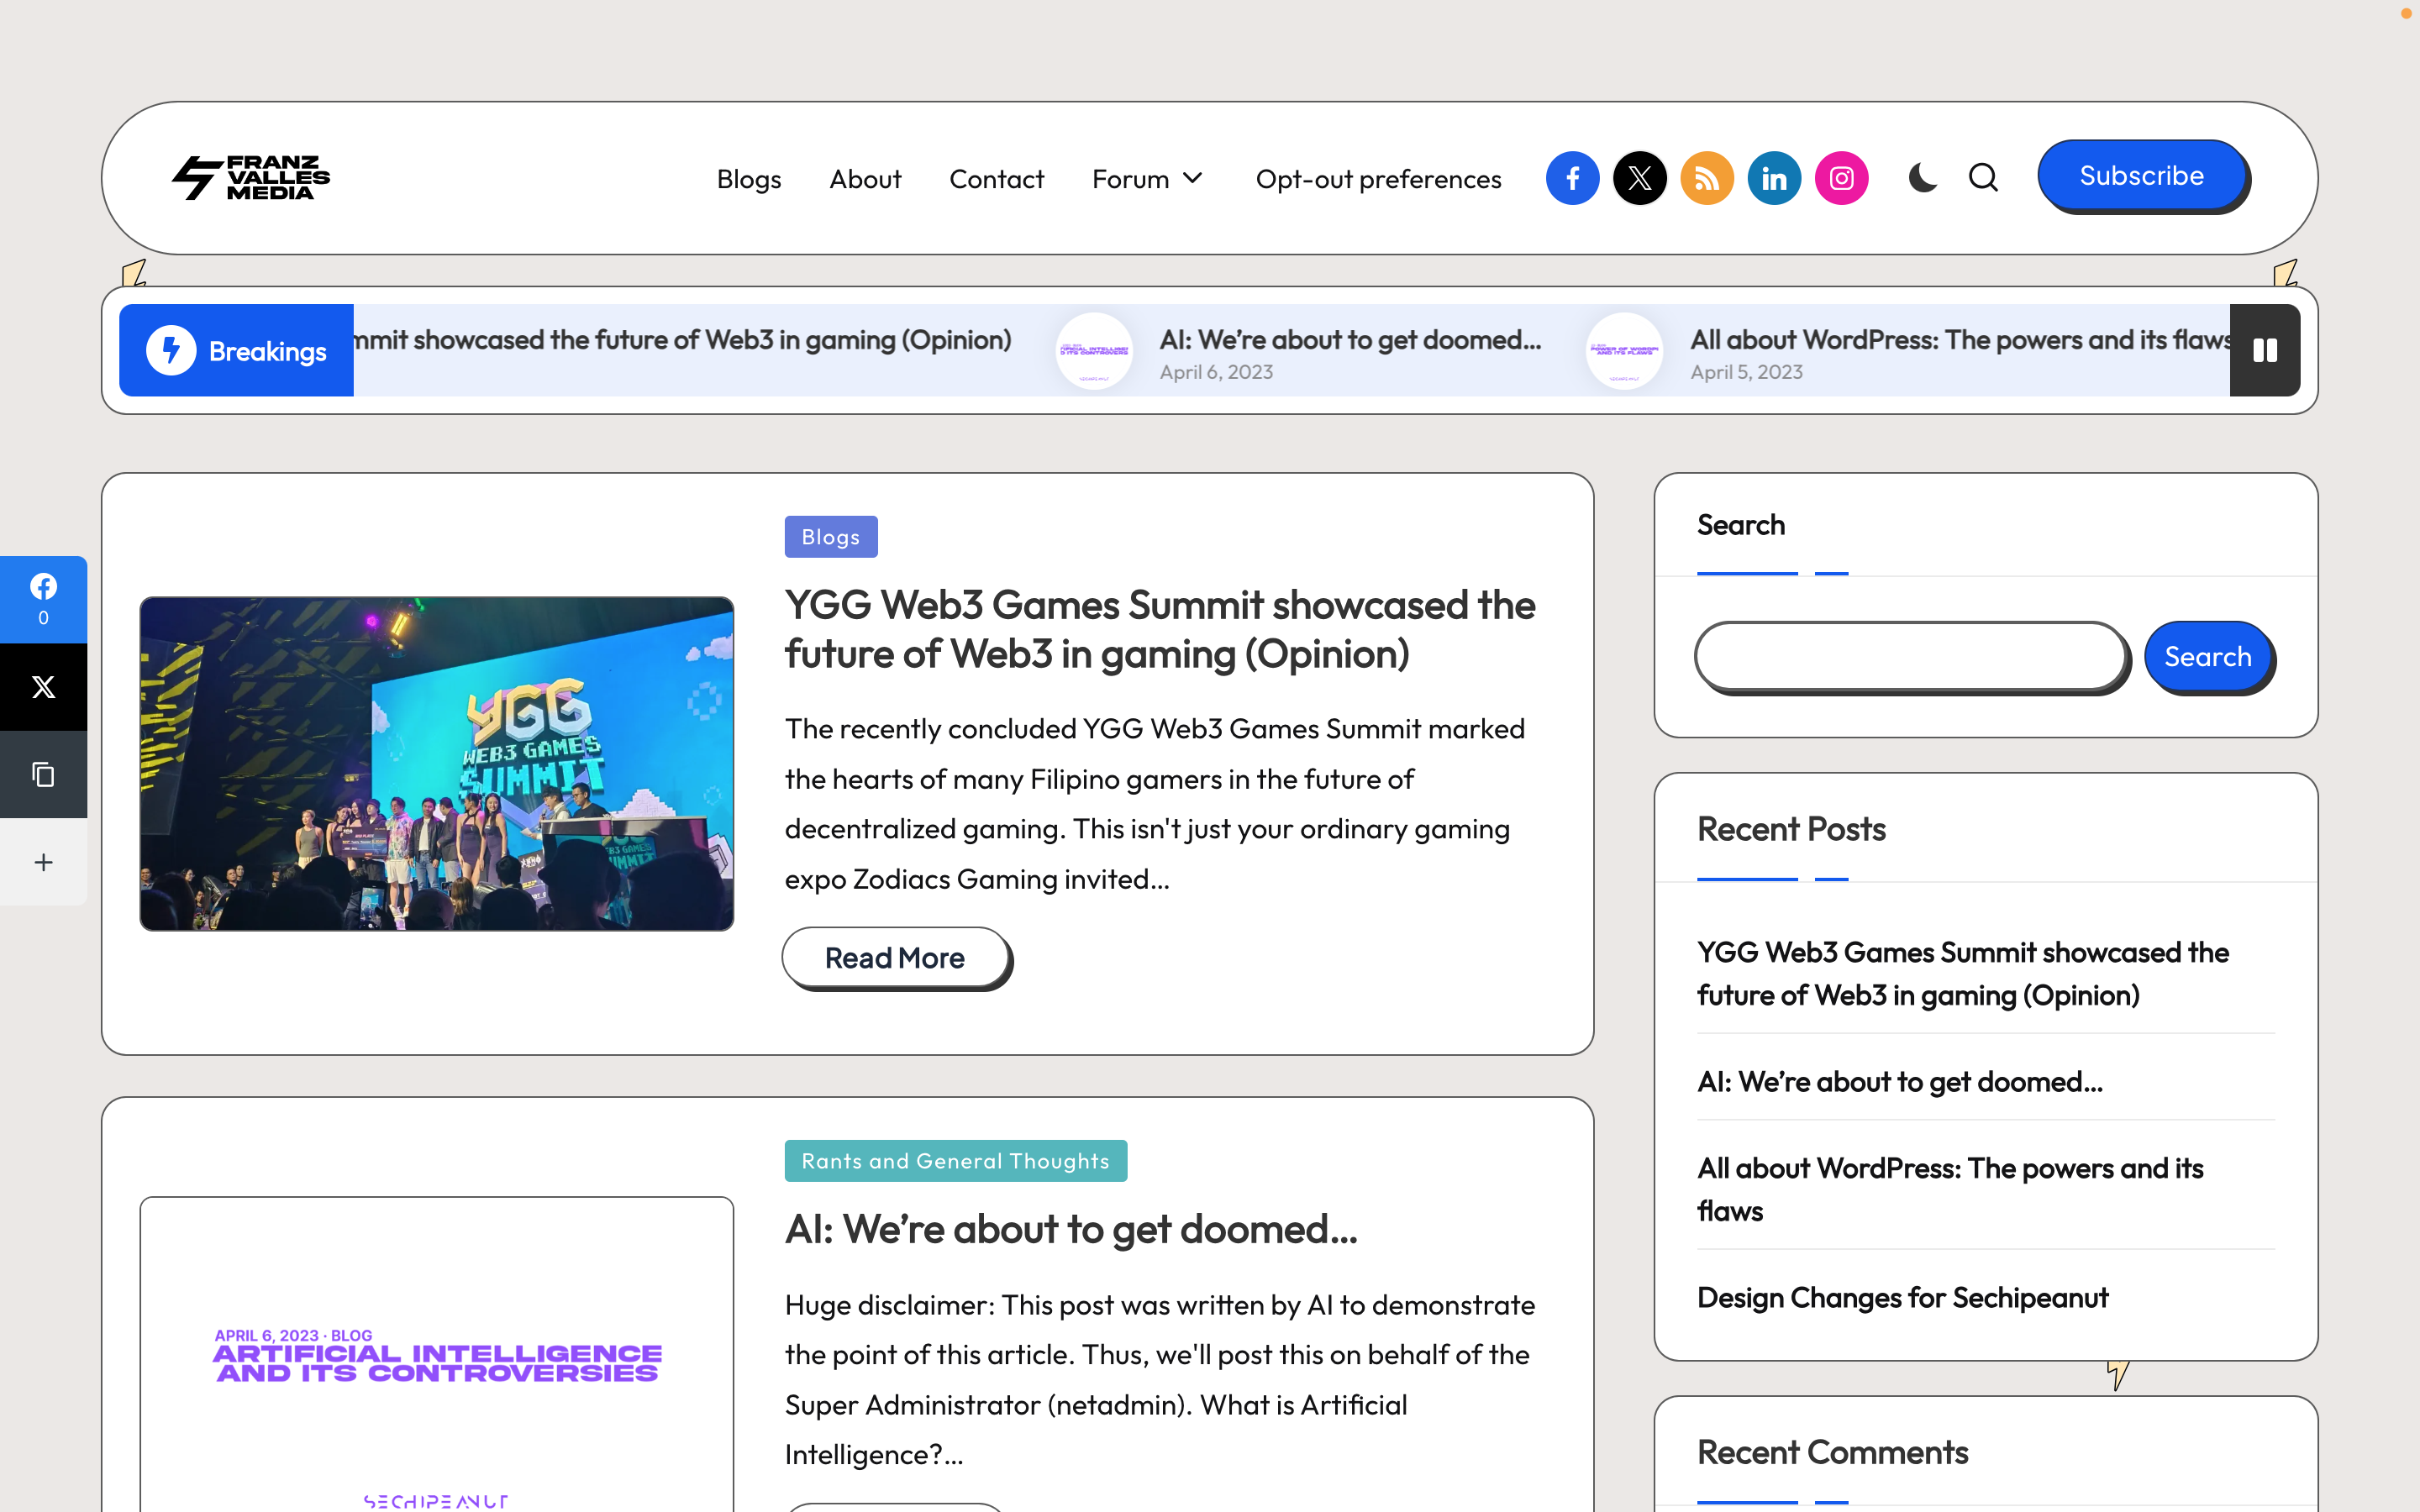 FRANZ
VALLES
MEDIA
Blogs
About
Contact
Forum
Opt-out preferences
Subscribe
Breakings
mmit showcased the future of Web3 in gaming (Opinion)
AI: We’re about to get doomed…
April 6, 2023
All about WordPress: The powers and its flaws
April 5, 2023
0
Blogs
YGG Web3 Games Summit showcased the
future of Web3 in gaming (Opinion)
The recently concluded YGG Web3 Games Summit marked
the hearts of many Filipino gamers in the future of
decentralized gaming. This isn't just your ordinary gaming
expo Zodiacs Gaming invited…
Read More
YGG
WEB3 GAMES
SUMMIT
Rants and General Thoughts
AI: We’re about to get doomed…
Huge disclaimer: This post was written by AI to demonstrate
the point of this article. Thus, we'll post this on behalf of the
Super Administrator (netadmin). What is Artificial
Intelligence?…
APRIL 6, 2023 · BLOG
ARTIFICIAL INTELLIGENCE
AND ITS CONTROVERSIES
SECHIPEANUT
Search
Search
Recent Posts
YGG Web3 Games Summit showcased the
future of Web3 in gaming (Opinion)
AI: We’re about to get doomed…
All about WordPress: The powers and its
flaws
Design Changes for Sechipeanut
Recent Comments